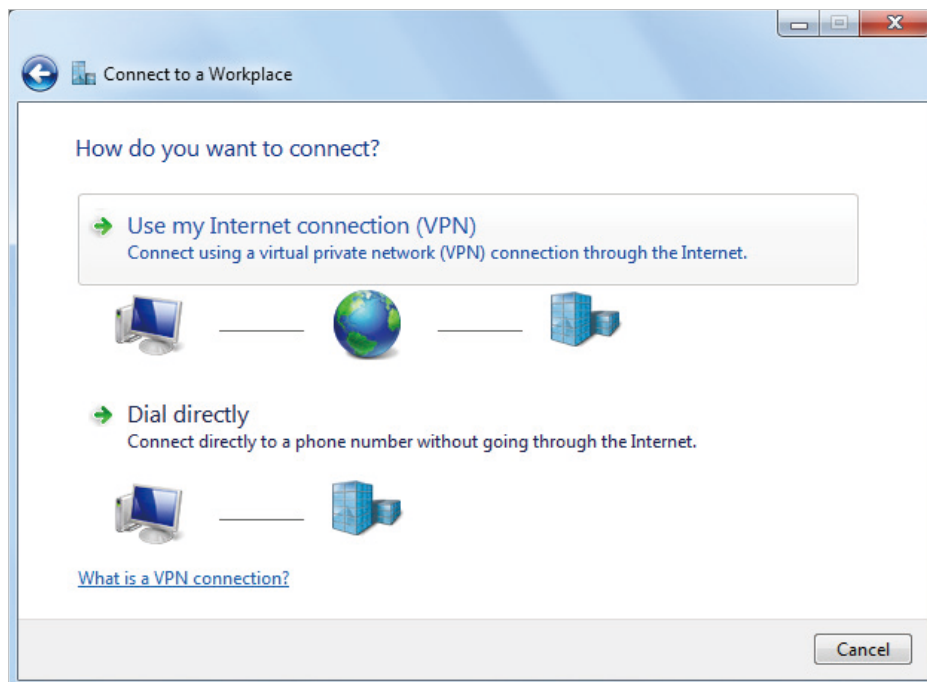 Connect to a Workplace
How do you want to connect?
Use my Internet connection (VPN)
Connect using a virtual private network (VPN) connection through the Internet.
Dial directly
Connect directly to a phone number without going through the Internet.
What is a VPN connection?
Cancel